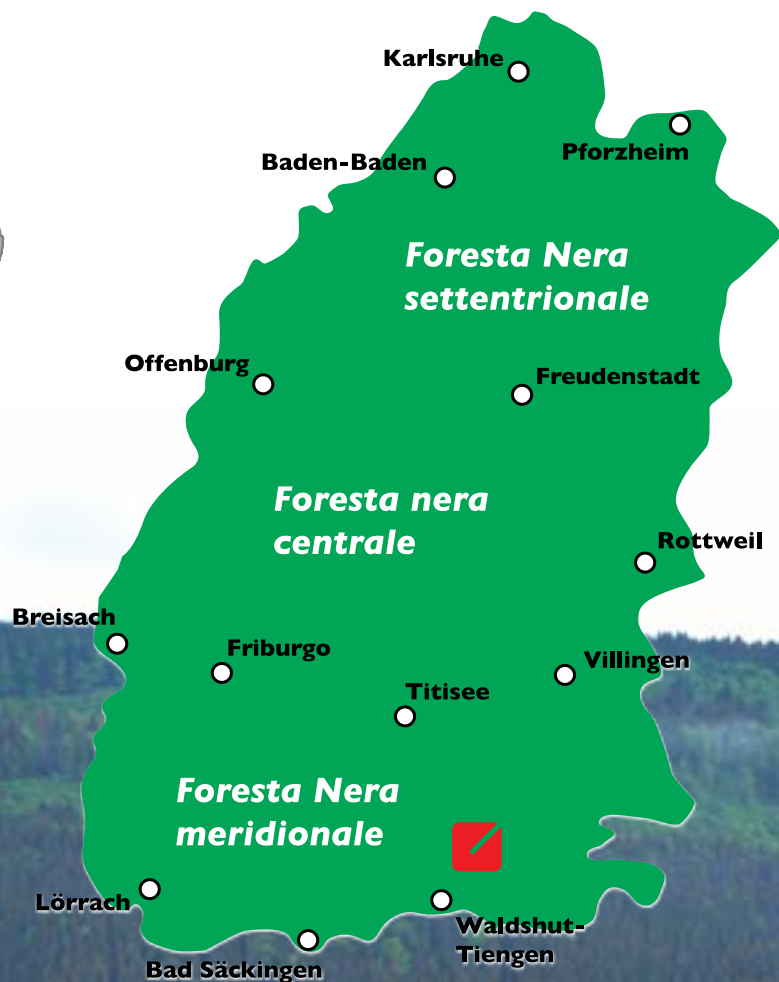 Karlsruhe
Pforzheim
Baden-Baden
Foresta Nera
settentrionale
Offenburg
Freudenstadt
Foresta nera
centrale
Rottweil
Breisach
Friburgo
Villingen
Titisee
Foresta Nera
meridionale
Lörrach
Waldshut-
Tiengen
Bad Säckingen